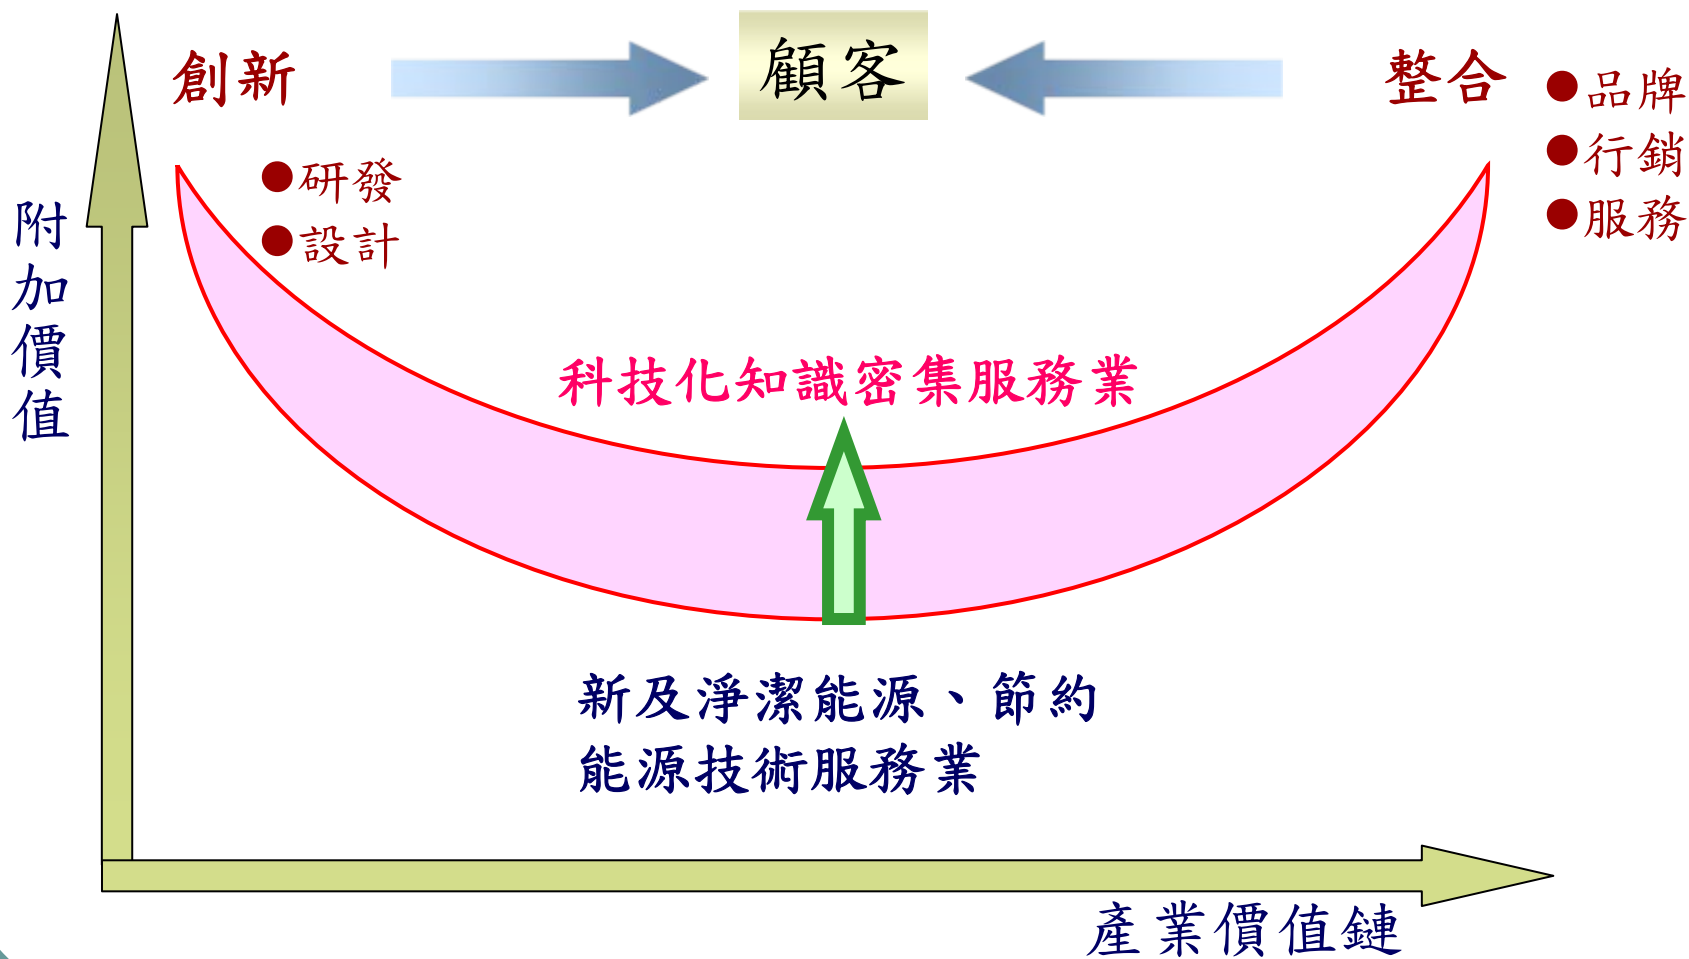 創新
顧客
整合
●品牌
●行銷
●服務
●研發
●設計
附加價值
科技化知識密集服務業
新及淨潔能源、節約
能源技術服務業
產業價值鏈